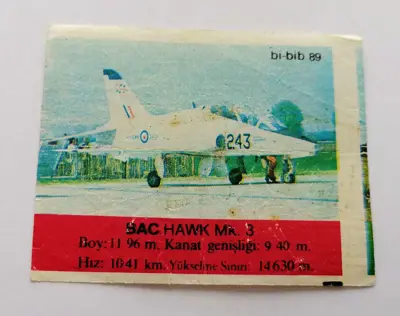 bi-bib 89
243
BAC HAWK Mk. 3
Boy: 11 96 m. Kanat genişliği: 9 40 m.
Hız: 1041 km. Yükselme Sınırı: 14630 m.